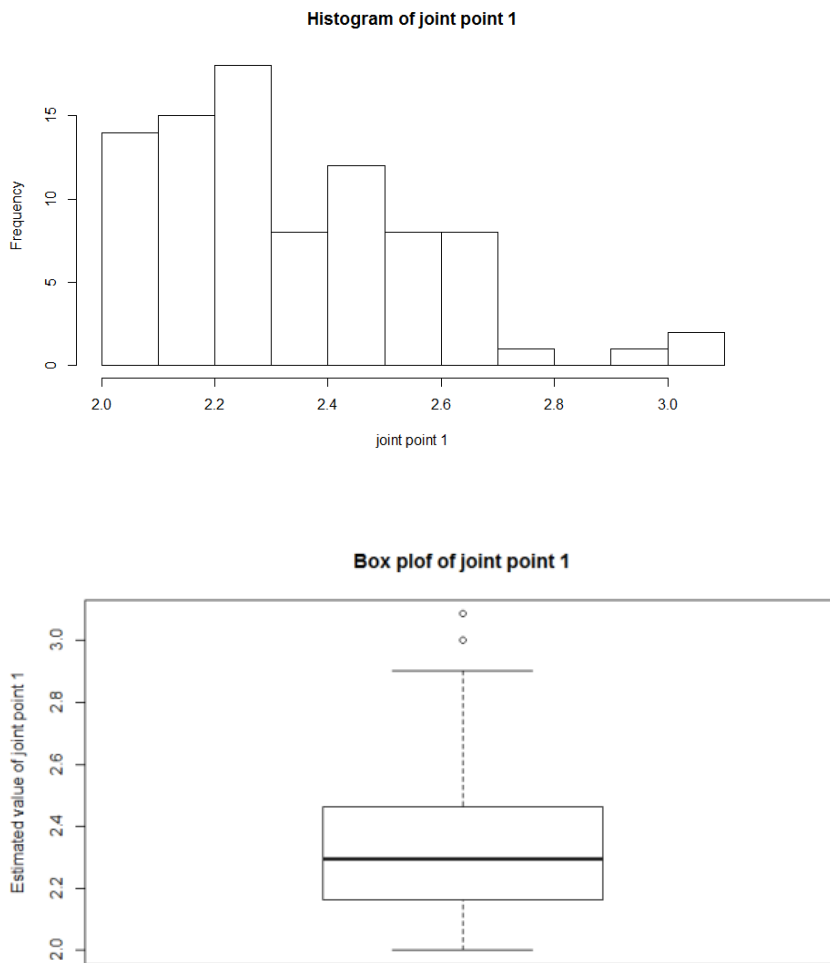 Histogram of joint point 1
Frequency
15
10
5
0
2.0 2.2 2.4 2.6 2.8 3.0
joint point 1
Box plof of joint point 1
Estimated value of joint point 1
3.0
2.8
2.6
2.4
2.2
2.0